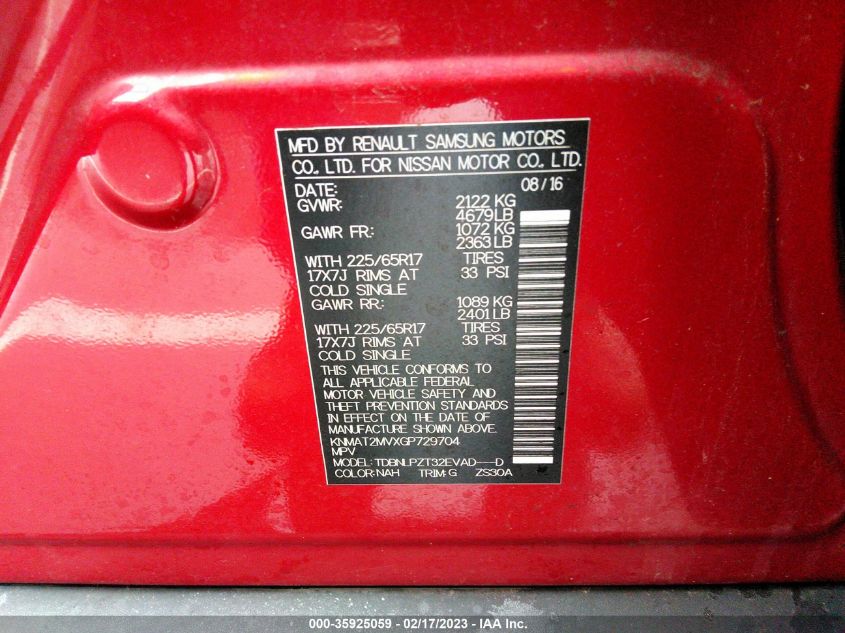 MFD BY RENAULT SAMSUNG MOTORS
CO., LTD. FOR NISSAN MOTOR CO., LTD.
DATE: 08/16
GVWR: 2122 KG
4679LB
GAWR FR.: 1072 KG
2363LB
WITH 225/65R17 TIRES
17X7J RIMS AT 33 PSI
COLD SINGLE
GAWR RR.: 1089 KG
2401LB
WITH 225/65R17 TIRES
17X7J RIMS AT 33 PSI
COLD SINGLE
THIS VEHICLE CONFORMS TO
ALL APPLICABLE FEDERAL
MOTOR VEHICLE SAFETY AND
THEFT PREVENTION STANDARDS
IN EFFECT ON THE DATE OF
MANUFACTURE SHOWN ABOVE.
KNMAT2MVXGP729704
MPV
MODEL: TDBNLPZT32EVAD---D
COLOR:NAH TRIM: G ZS30A
000-35925059 - 02/17/2023 - IAA Inc.